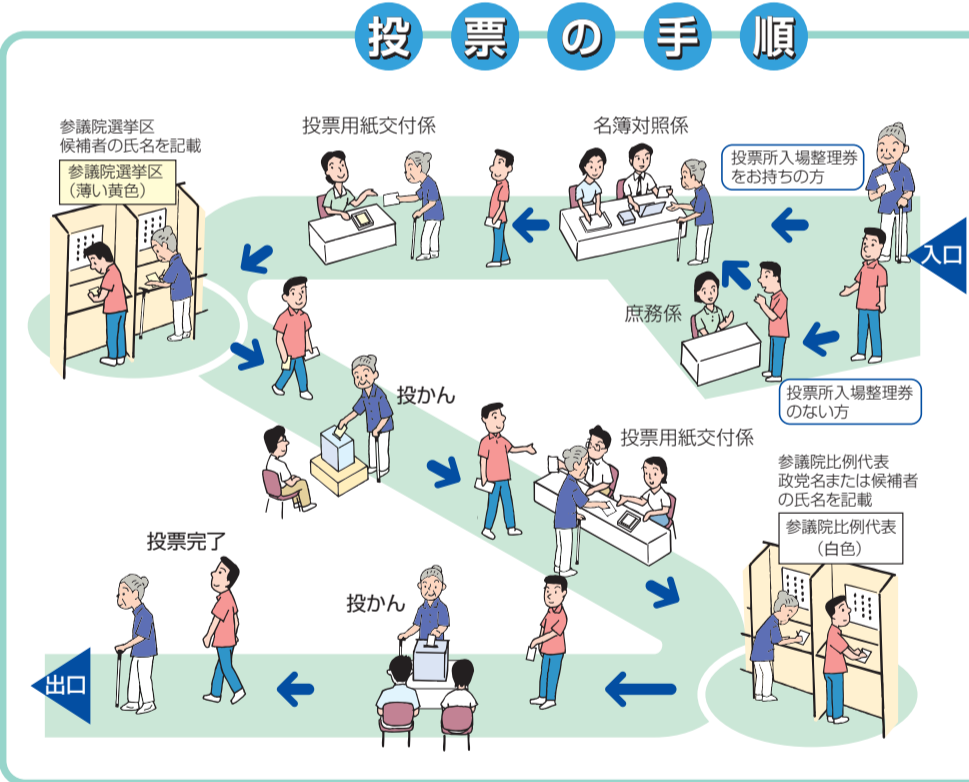 投票の手順
参議院選挙区
候補者の氏名を記載
参議院選挙区
（薄い黄色）
投票用紙交付係
名簿対照係
投票所入場整理券
をお持ちの方
入口
庶務係
投票所入場整理券
のない方
投かん
投票用紙交付係
参議院比例代表
政党名または候補者
の氏名を記載
参議院比例代表
（白色）
投かん
投票完了
出口